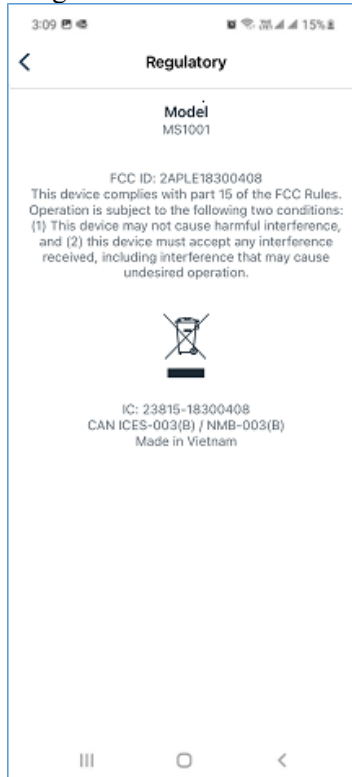 3:09
15%
Regulatory
Model
MS1001
FCC ID: 2APLE18300408
This device complies with part 15 of the FCC Rules.
Operation is subject to the following two conditions:
(1) This device may not cause harmful interference,
and (2) this device must accept any interference
received, including interference that may cause
undesired operation.
IC: 23815-18300408
CAN ICES-003(B) / NMB-003(B)
Made in Vietnam